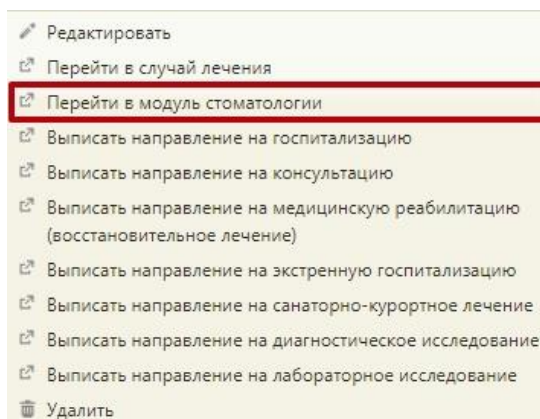 Редактировать
Перейти в случай лечения
Перейти в модуль стоматологии
Выписать направление на госпитализацию
Выписать направление на консультацию
Выписать направление на медицинскую реабилитацию
(восстановительное лечение)
Выписать направление на экстренную госпитализацию
Выписать направление на санаторно-курортное лечение
Выписать направление на диагностическое исследование
Выписать направление на лабораторное исследование
Удалить